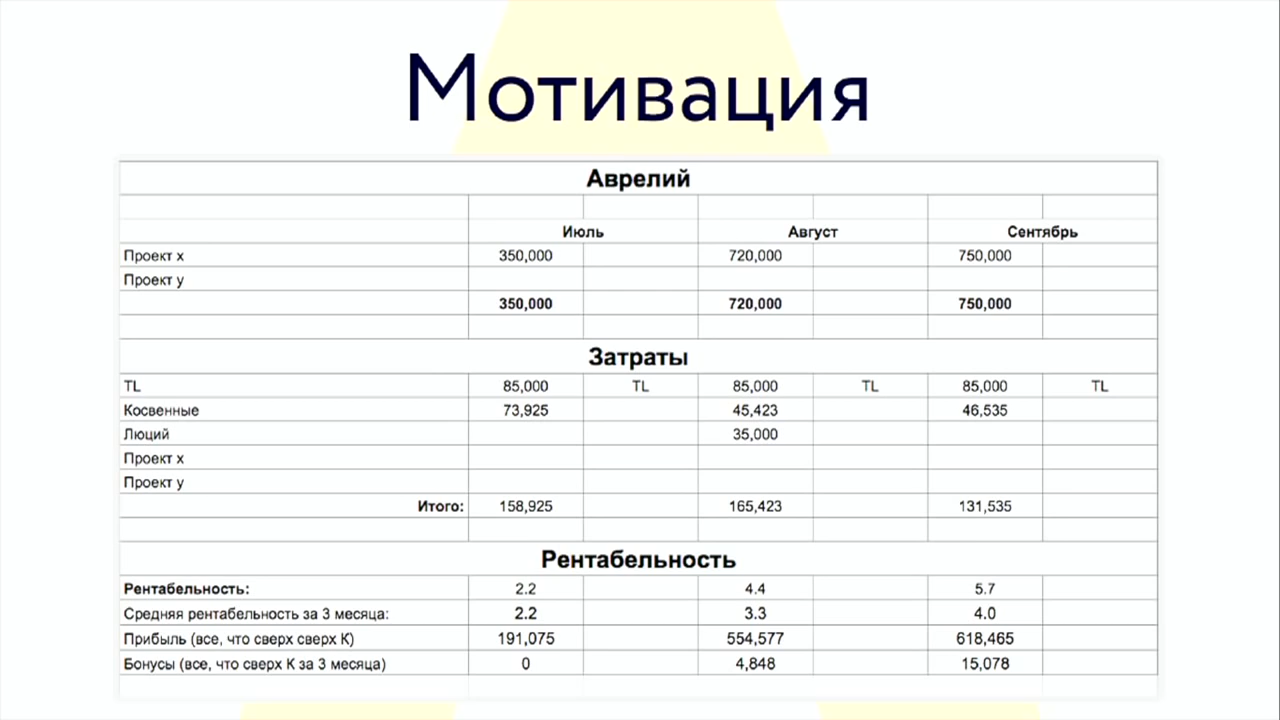 Мотивация
Аврелий
Июль Август Сентябрь
Проект x 350,000 720,000 750,000
Проект y
350,000 720,000 750,000
Затраты
TL 85,000 TL 85,000 TL 85,000 TL
Косвенные 73,925 45,423 46,535
Люций 35,000
Проект x
Проект y
Итого: 158,925 165,423 131,535
Рентабельность
Рентабельность: 2.2 4.4 5.7
Средняя рентабельность за 3 месяца: 2.2 3.3 4.0
Прибыль (все, что сверх сверх К) 191,075 554,577 618,465
Бонусы (все, что сверх К за 3 месяца) 0 4,848 15,078